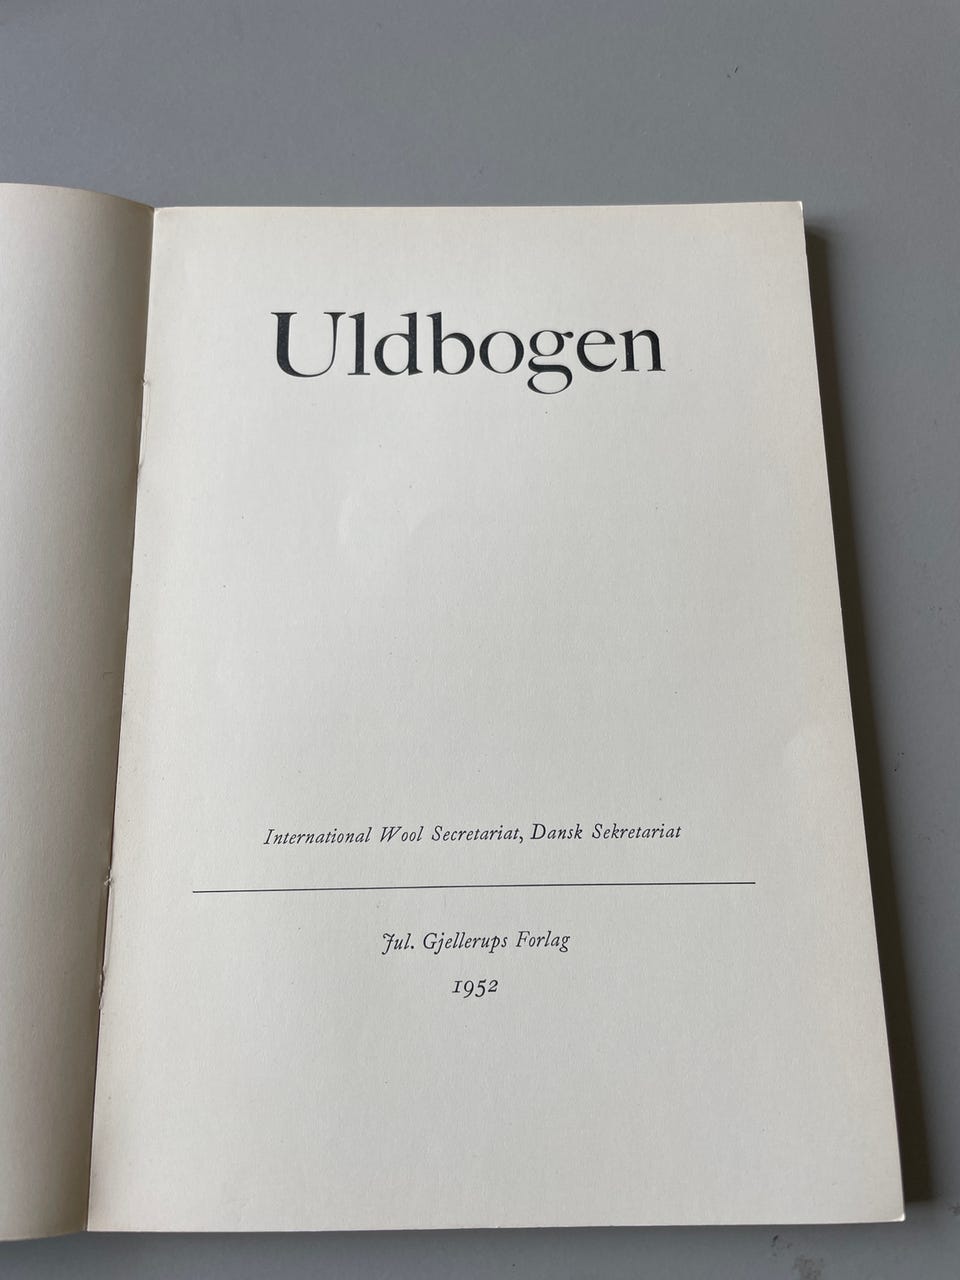 Uldbogen
International Wool Secretariat, Dansk Sekretariat
Jul. Gjellerups Forlag
1952